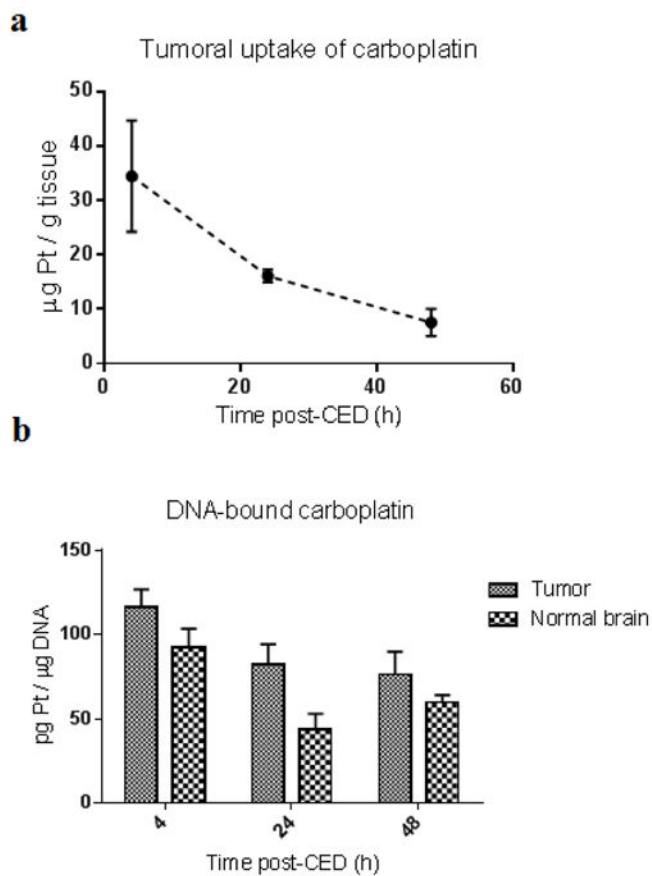 a
Tumoral uptake of carboplatin
50
40
30
20
10
0
µg Pt / g tissue
0 20 40 60
Time post-CED (h)
b
DNA-bound carboplatin
150
100
50
0
pg Pt / µg DNA
Tumor
Normal brain
4 24 48
Time post-CED (h)